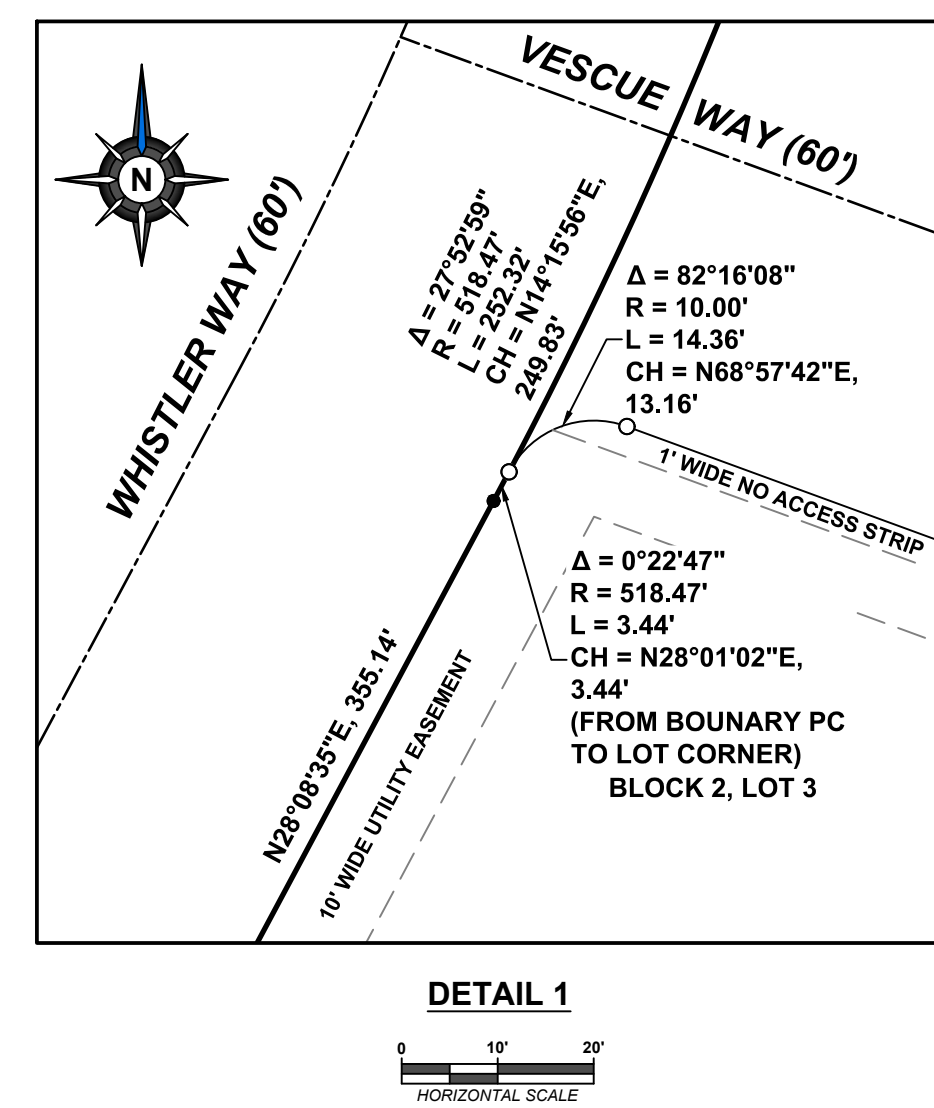 VESCUE WAY (60')
N
WHISTLER WAY (60')
Δ = 27°52'59"
R = 518.47'
L = 252.32'
CH = N14°15'56"E,
249.83'
Δ = 82°16'08"
R = 10.00'
L = 14.36'
CH = N68°57'42"E,
13.16'
1' WIDE NO ACCESS STRIP
Δ = 0°22'47"
R = 518.47'
L = 3.44'
CH = N28°01'02"E,
3.44'
(FROM BOUNARY PC
TO LOT CORNER)
BLOCK 2, LOT 3
N28°08'35"E, 355.14'
10' WIDE UTILITY EASEMENT
DETAIL 1
0 10' 20'
HORIZONTAL SCALE